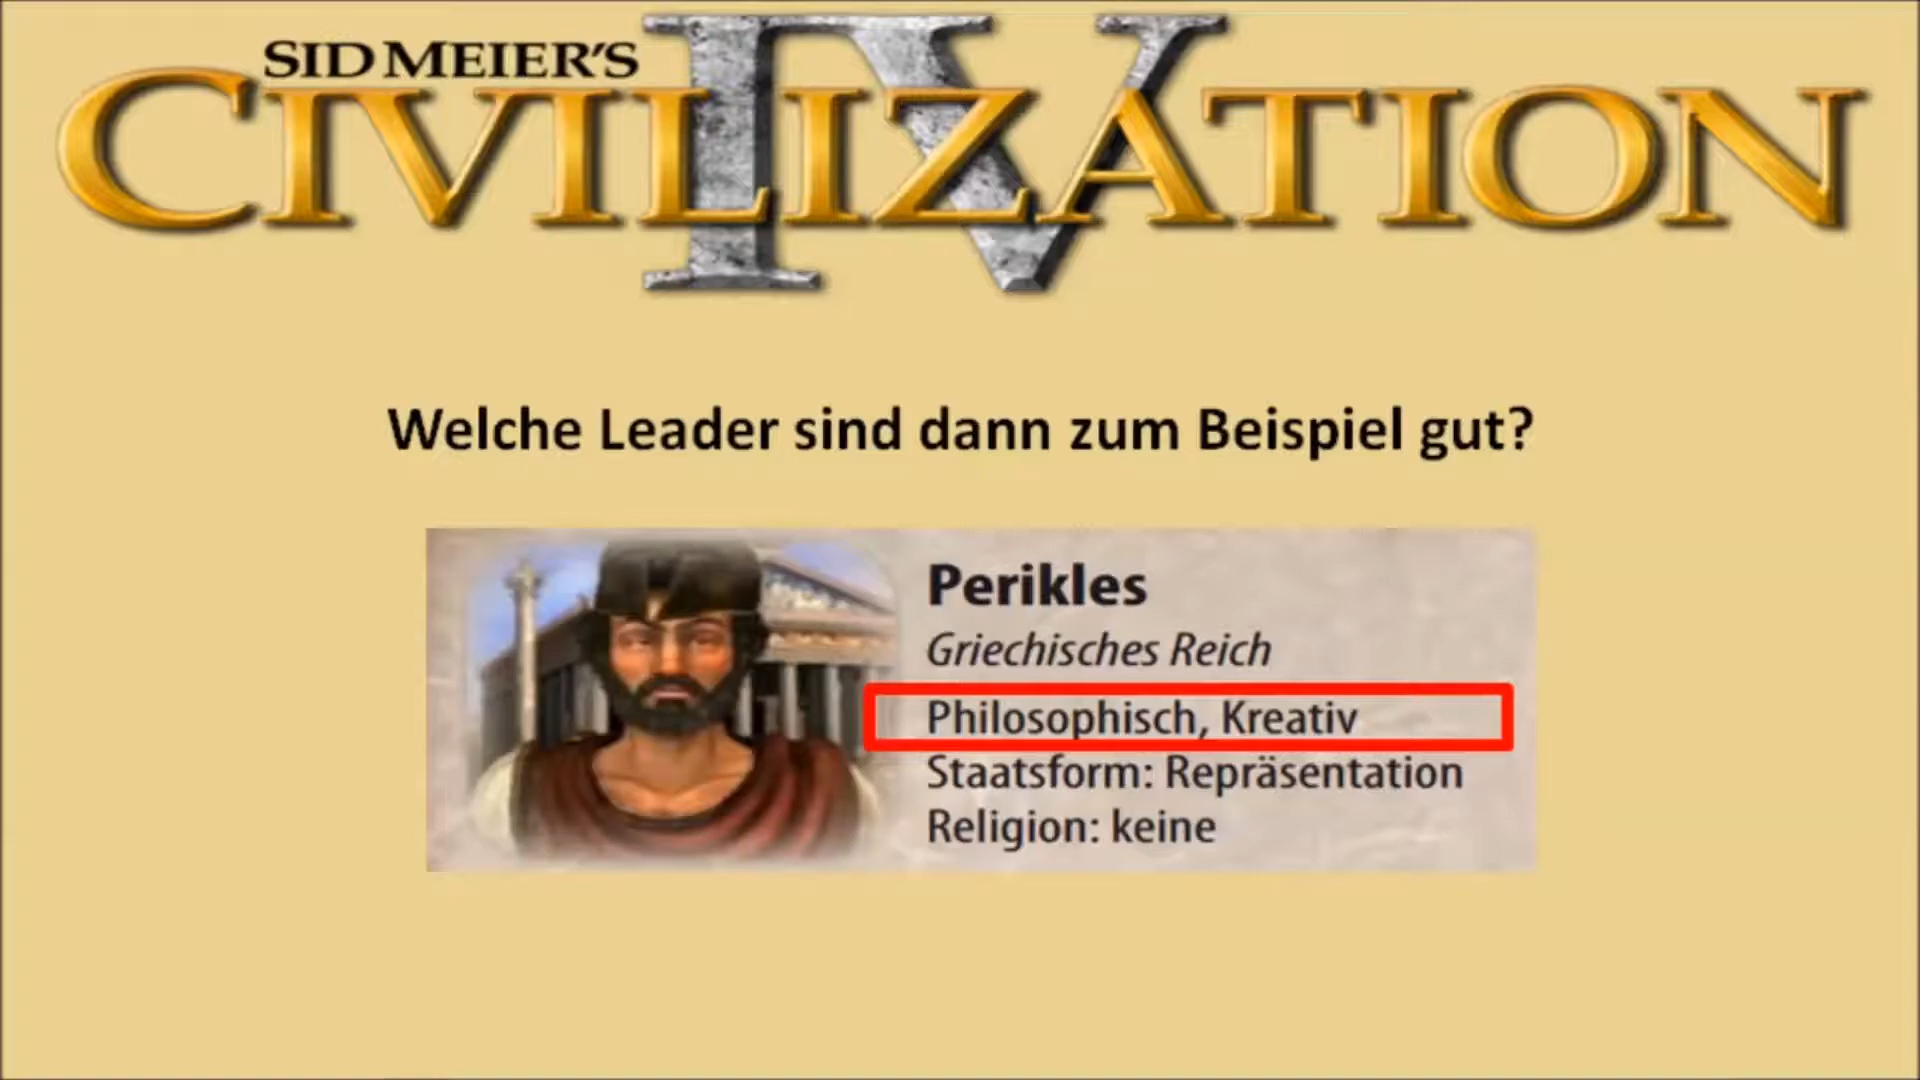 SID MEIER'S
CIVILIZATION
IV
Welche Leader sind dann zum Beispiel gut?
Perikles
Griechisches Reich
Philosophisch, Kreativ
Staatsform: Repräsentation
Religion: keine